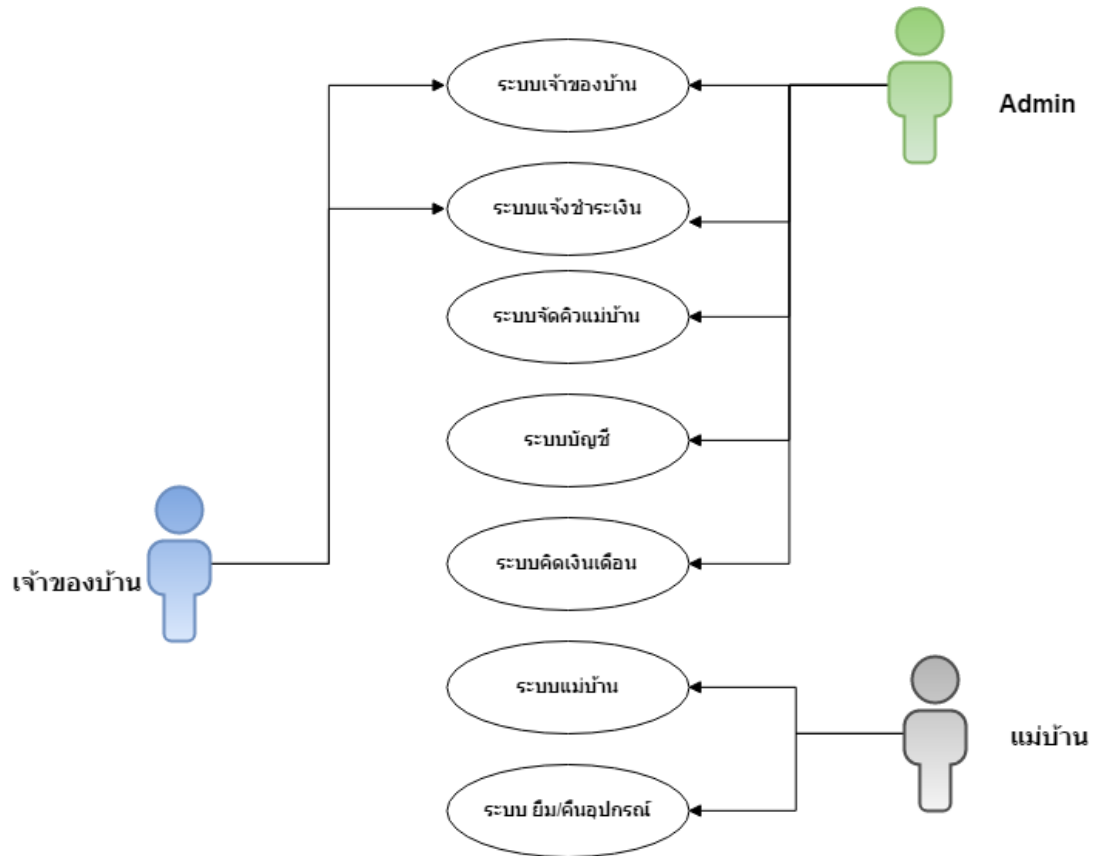 ระบบเจ้าของบ้าน
Admin
ระบบแจ้งชำระเงิน
ระบบจัดคิวแม่บ้าน
ระบบบัญชี
ระบบคิดเงินเดือน
เจ้าของบ้าน
ระบบแม่บ้าน
แม่บ้าน
ระบบ ยืม/คืนอุปกรณ์